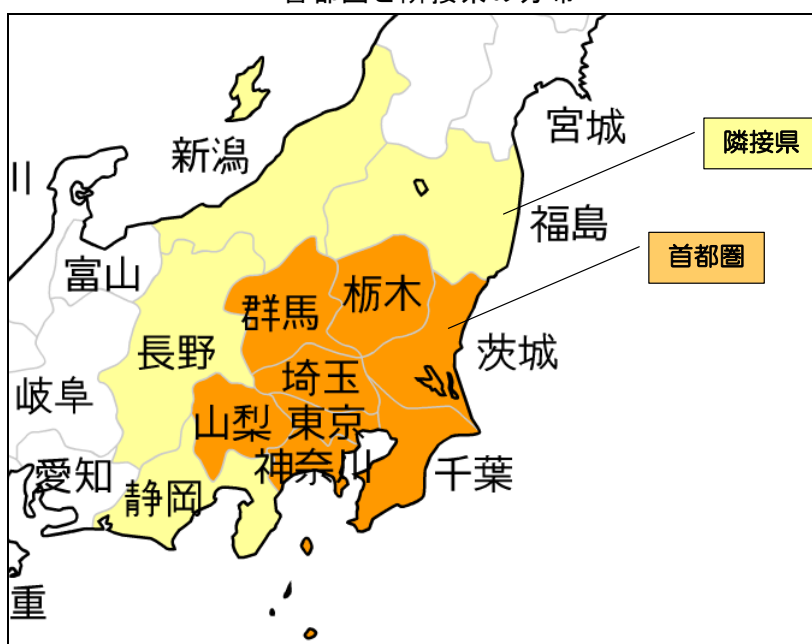 宮城
隣接県
新潟
川
福島
首都圏
富山
栃木
群馬
長野
茨城
埼玉
岐阜
山梨
東京
神奈川
愛知
千葉
静岡
重